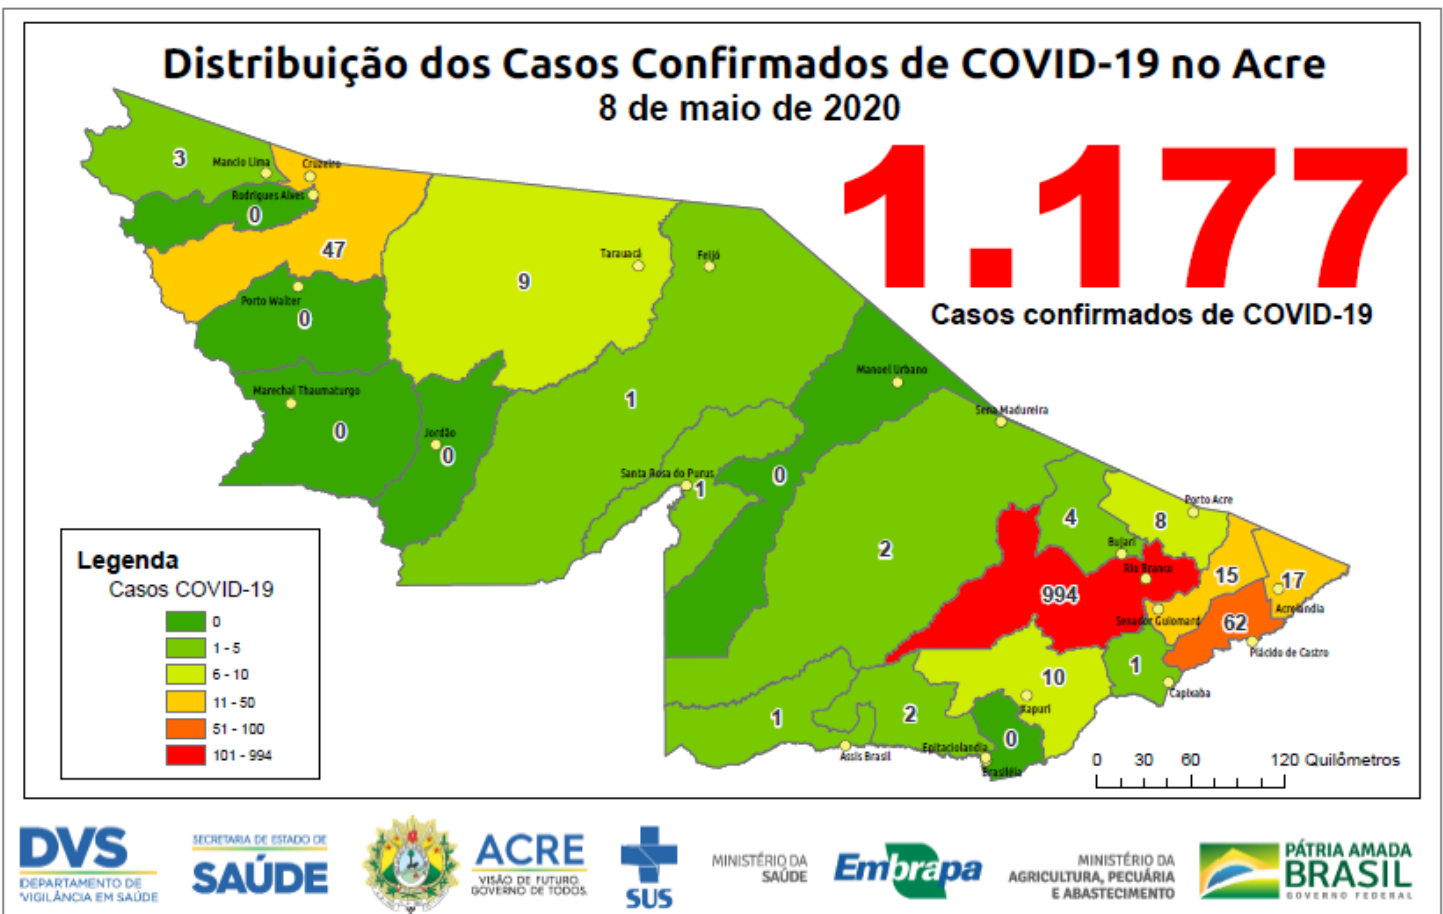 Distribuição dos Casos Confirmados de COVID-19 no Acre
8 de maio de 2020
1.177
Casos confirmados de COVID-19
3
Mancio Lima
Cruzeiro
Rodrigues Alves
0
47
Tarauacá
Feijó
9
Porto Walter
0
Manoel Urbano
Marechal Thaumaturgo
0
1
Jordão
0
Sena Madureira
Santa Rosa do Purus
1
0
Porto Acre
4
8
Bujari
2
Rio Branco
994
15
17
Acrelandia
Senador Guiomard
62
Plácido de Castro
1
Capixaba
10
Xapuri
1
2
0
Epitaciolandia
Assis Brasil
Brasiléia
Legenda
Casos COVID-19
0
1 - 5
6 - 10
11 - 50
51 - 100
101 - 994
0 30 60 120 Quilômetros
DVS
DEPARTAMENTO DE
VIGILÂNCIA EM SAÚDE
SECRETARIA DE ESTADO DE
SAÚDE
ACRE
VISÃO DE FUTURO.
GOVERNO DE TODOS.
SUS
MINISTÉRIO DA
SAÚDE
Embrapa
MINISTÉRIO DA
AGRICULTURA, PECUÁRIA
E ABASTECIMENTO
PÁTRIA AMADA
BRASIL
GOVERNO FEDERAL